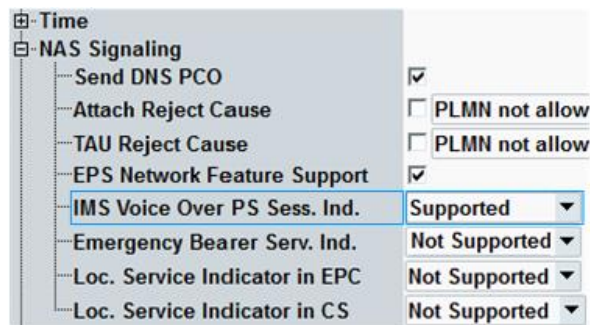 Time
NAS Signaling
Send DNS PCO
Attach Reject Cause PLMN not allow
TAU Reject Cause PLMN not allow
EPS Network Feature Support
IMS Voice Over PS Sess. Ind. Supported
Emergency Bearer Serv. Ind. Not Supported
Loc. Service Indicator in EPC Not Supported
Loc. Service Indicator in CS Not Supported